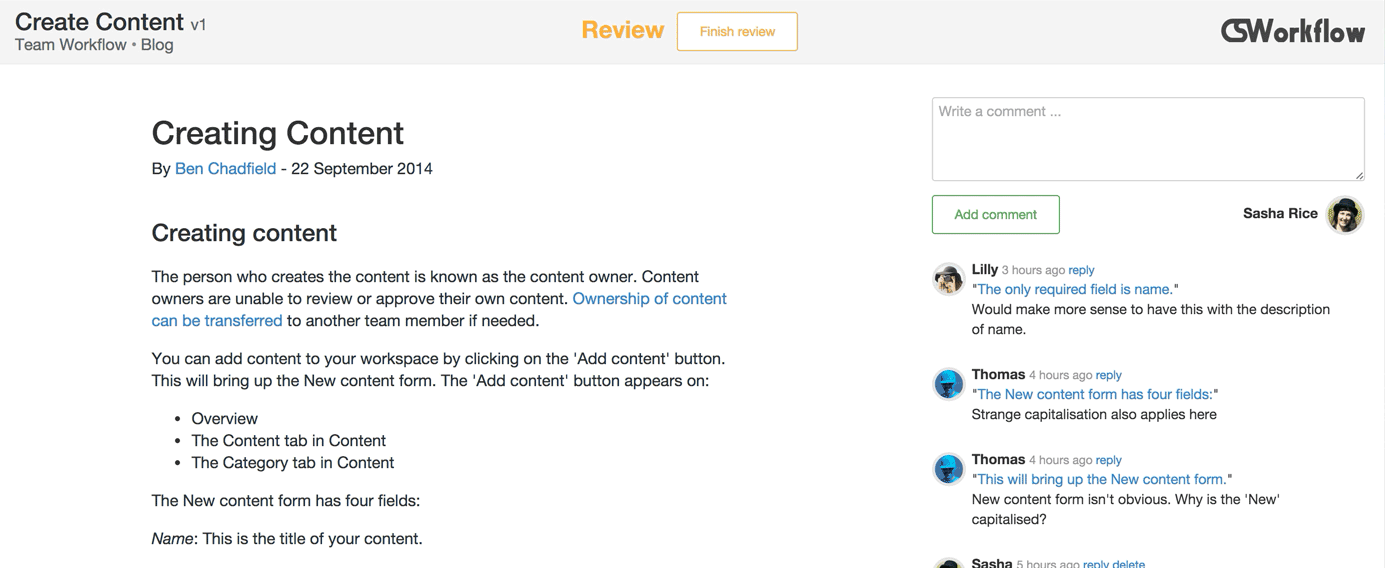 Create Content v1
Team Workflow • Blog
Review
Finish review
CSWorkflow
Creating Content
By Ben Chadfield - 22 September 2014
Creating content
The person who creates the content is known as the content owner. Content
owners are unable to review or approve their own content. Ownership of content
can be transferred to another team member if needed.
You can add content to your workspace by clicking on the 'Add content' button.
This will bring up the New content form. The 'Add content' button appears on:
• Overview
• The Content tab in Content
• The Category tab in Content
The New content form has four fields:
Name: This is the title of your content.
Write a comment ...
Add comment
Sasha Rice
Lilly 3 hours ago reply
"The only required field is name."
Would make more sense to have this with the description
of name.
Thomas 4 hours ago reply
"The New content form has four fields:"
Strange capitalisation also applies here
Thomas 4 hours ago reply
"This will bring up the New content form."
New content form isn't obvious. Why is the 'New'
capitalised?
Sasha 5 hours ago reply delete